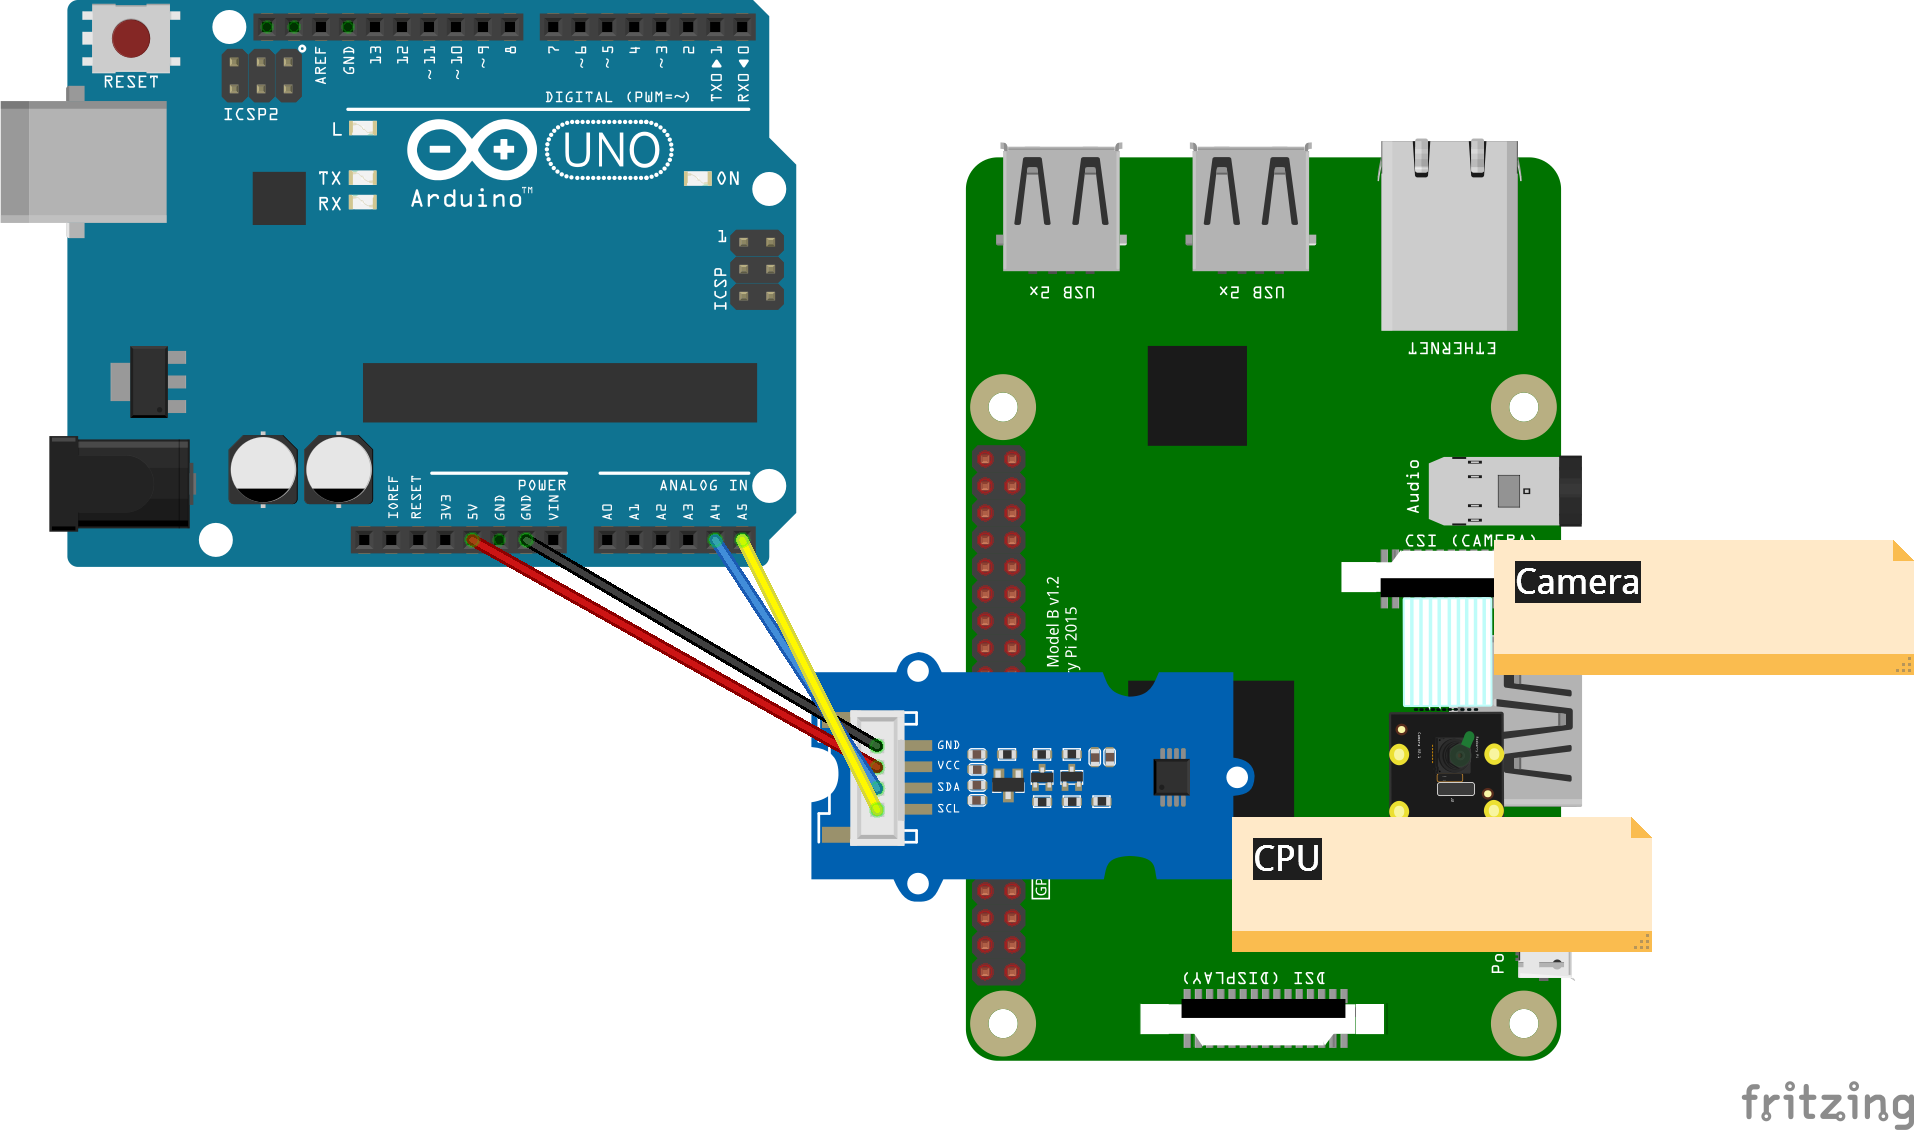 RESET
ICSP2
AREF
GND
13
12
~11
~10
~9
8
7
~6
~5
4
~3
2
TX0▶1
RX0◀0
DIGITAL (PWM=~)
L
TX
RX
UNO
Arduino™
ON
1
ICSP
IOREF
RESET
3V3
5V
GND
GND
VIN
POWER
A0
A1
A2
A3
A4
A5
ANALOG IN
USB 2x
USB 2x
ETHERNET
Audio
CSI (CAMERA)
Camera
Model B v1.2
ry Pi 2015
GND
VCC
SDA
SCL
CPU
GP
Po
DSI (DISPLAY)
fritzing